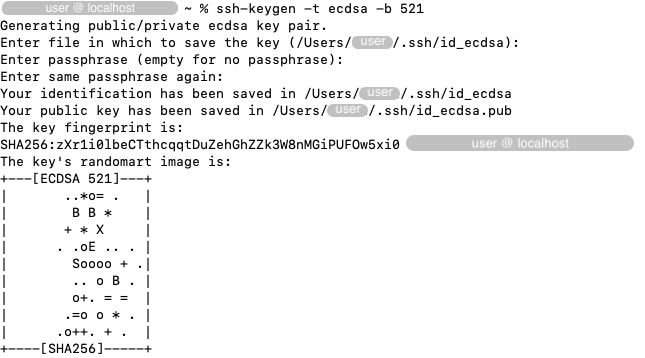 user @ localhost ~ % ssh-keygen -t ecdsa -b 521
Generating public/private ecdsa key pair.
Enter file in which to save the key (/Users/user/.ssh/id_ecdsa):
Enter passphrase (empty for no passphrase):
Enter same passphrase again:
Your identification has been saved in /Users/user/.ssh/id_ecdsa
Your public key has been saved in /Users/user/.ssh/id_ecdsa.pub
The key fingerprint is:
SHA256:zXr1i0lbeCTthcqqtDuZehGhZZk3W8nMGiPUFOw5xi0 user @ localhost
The key's randomart image is:
+---[ECDSA 521]---+
|       ..*o= .   |
|        B B *    |
|       + * X     |
|      . .oE .. . |
|        Soooo + .|
|        .. o B . |
|        o+. = =  |
|       .=o o * . |
|      .o++. + .  |
+----[SHA256]-----+